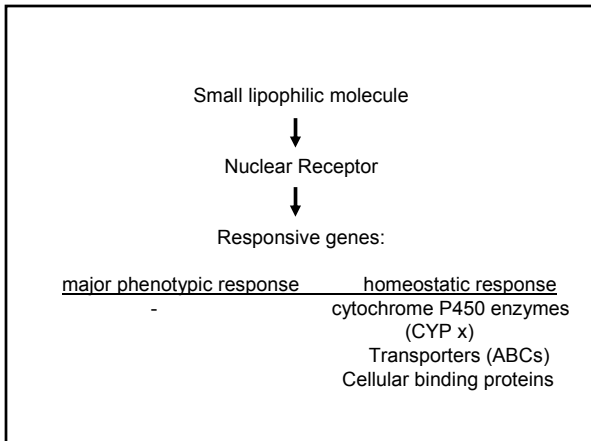 Small lipophilic molecule
Nuclear Receptor
Responsive genes:
major phenotypic response homeostatic response
- cytochrome P450 enzymes
(CYP x)
Transporters (ABCs)
Cellular binding proteins